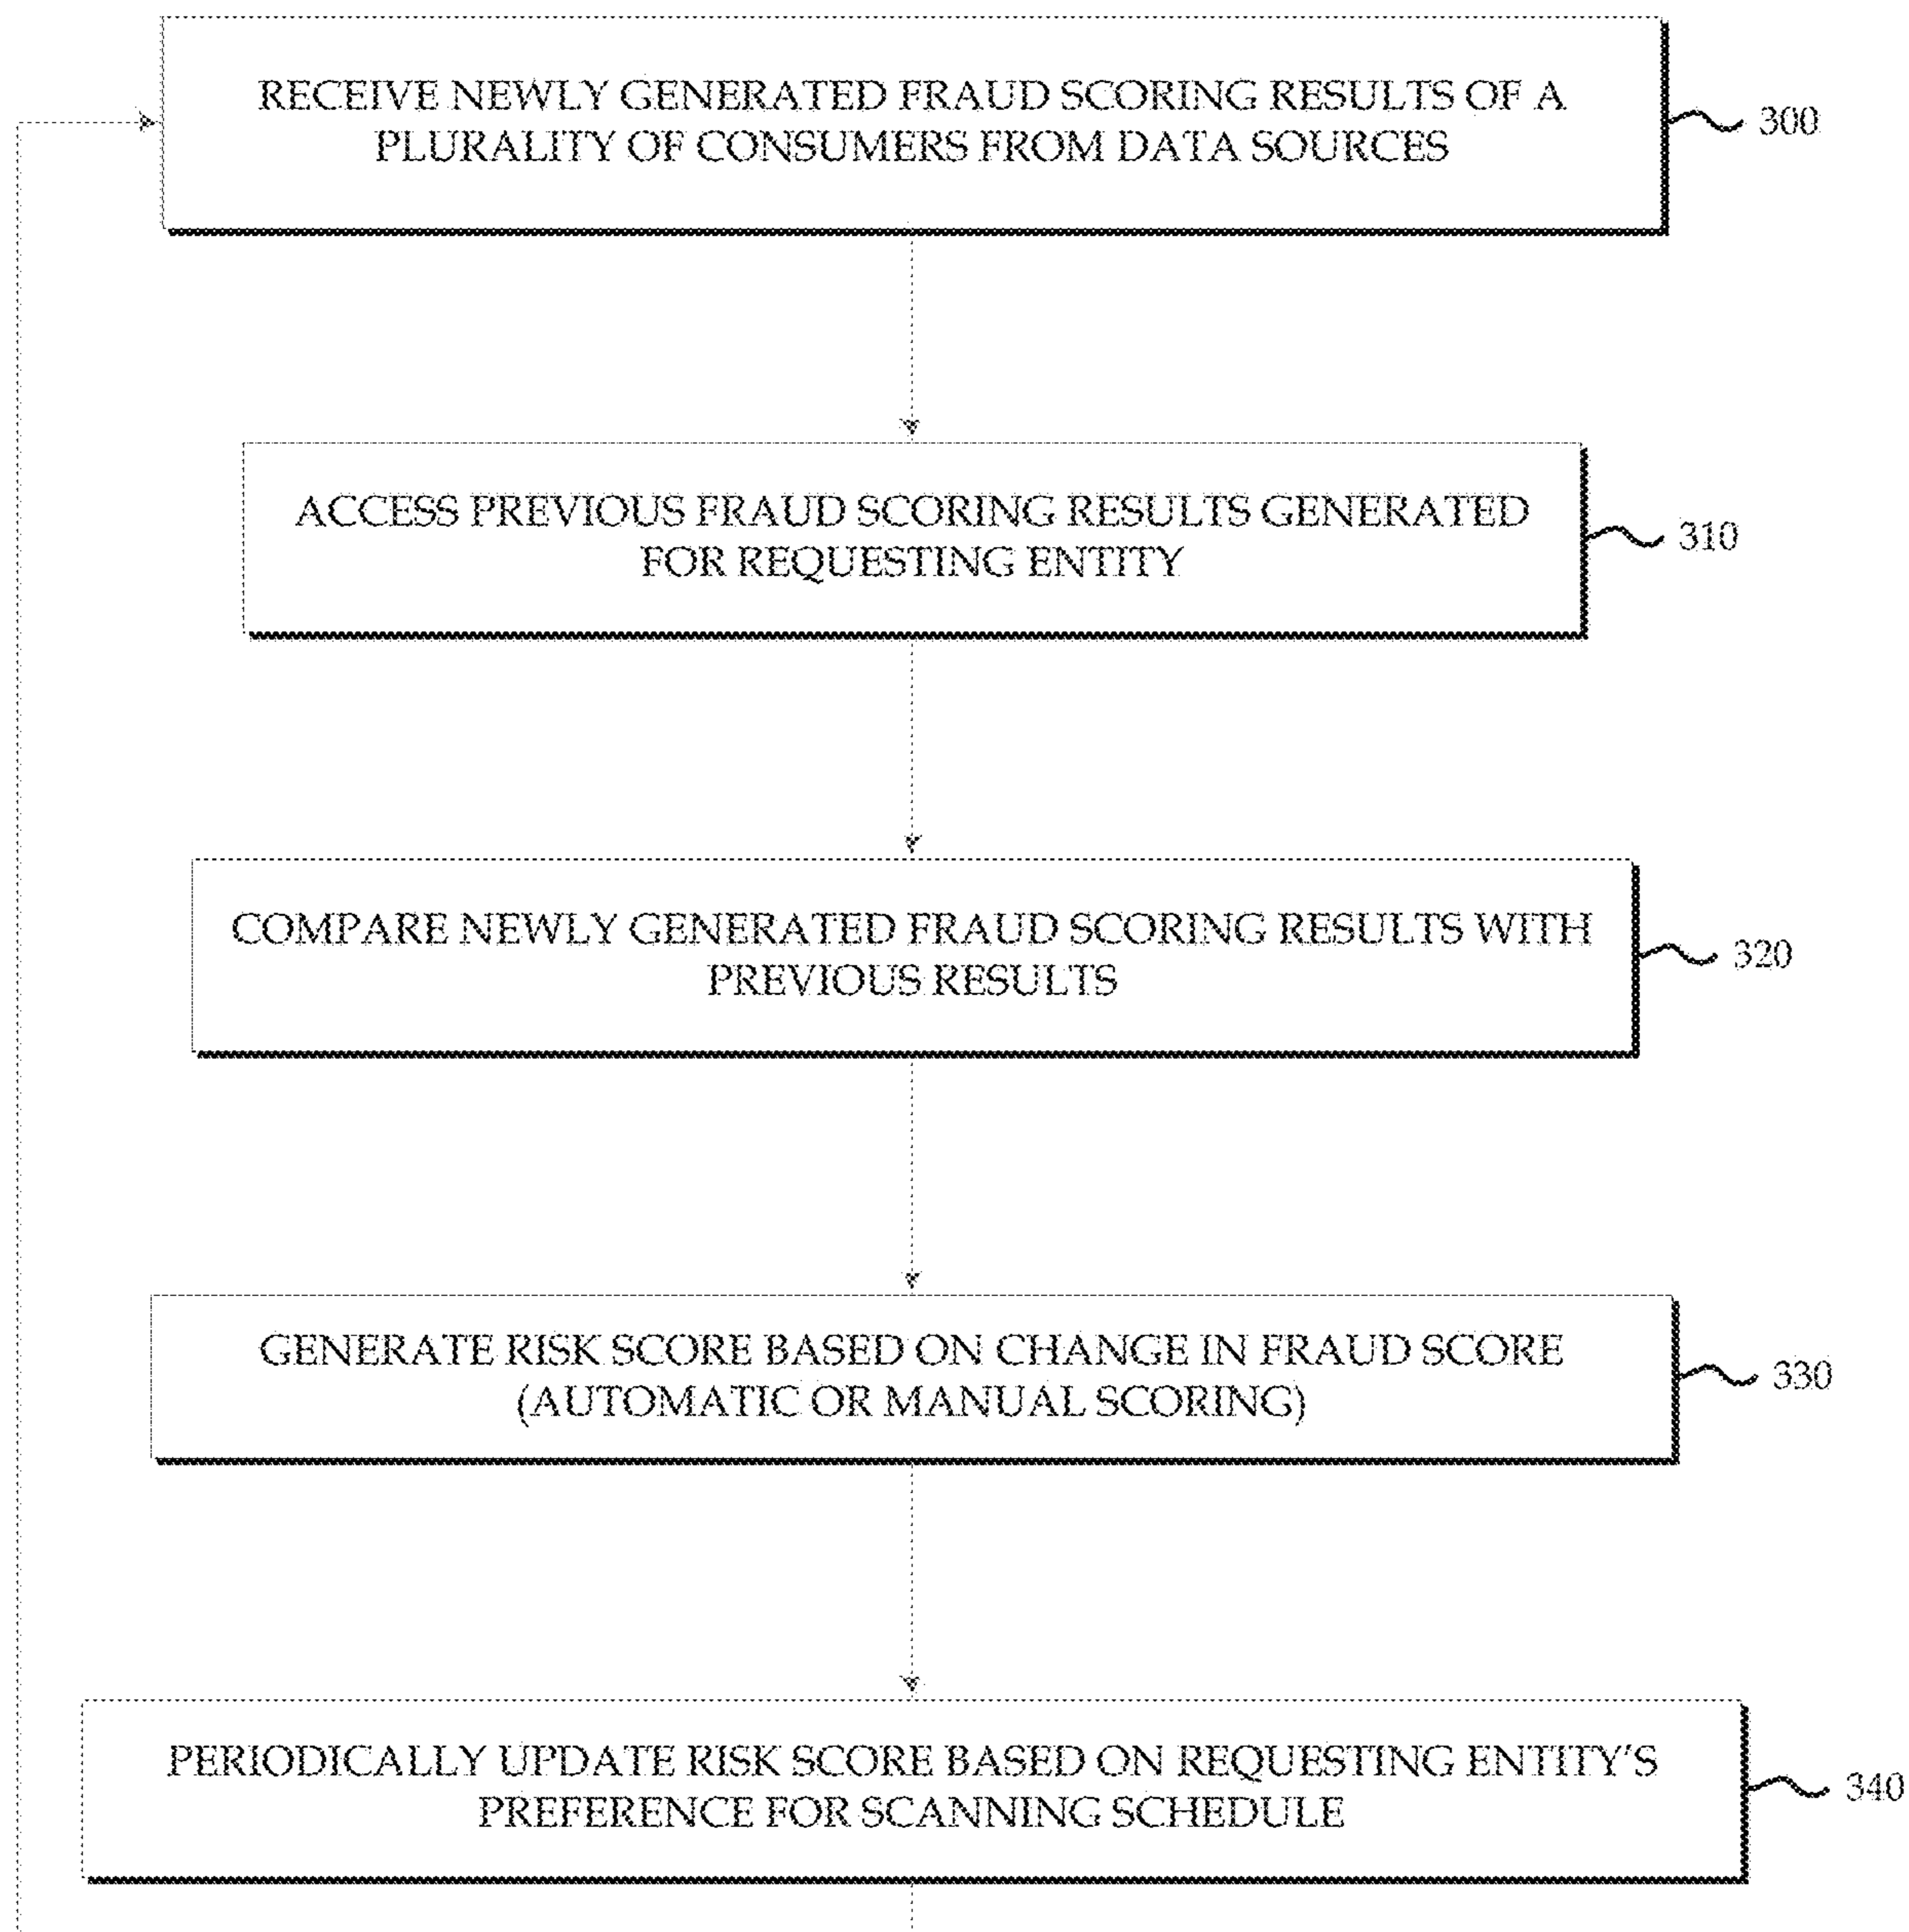 RECEIVE NEWLY GENERATED FRAUD SCORING RESULTS OF A
PLURALITY OF CONSUMERS FROM DATA SOURCES
300
ACCESS PREVIOUS FRAUD SCORING RESULTS GENERATED
FOR REQUESTING ENTITY
310
COMPARE NEWLY GENERATED FRAUD SCORING RESULTS WITH
PREVIOUS RESULTS
320
GENERATE RISK SCORE BASED ON CHANGE IN FRAUD SCORE
(AUTOMATIC OR MANUAL SCORING)
330
PERIODICALLY UPDATE RISK SCORE BASED ON REQUESTING ENTITY'S
PREFERENCE FOR SCANNING SCHEDULE
340